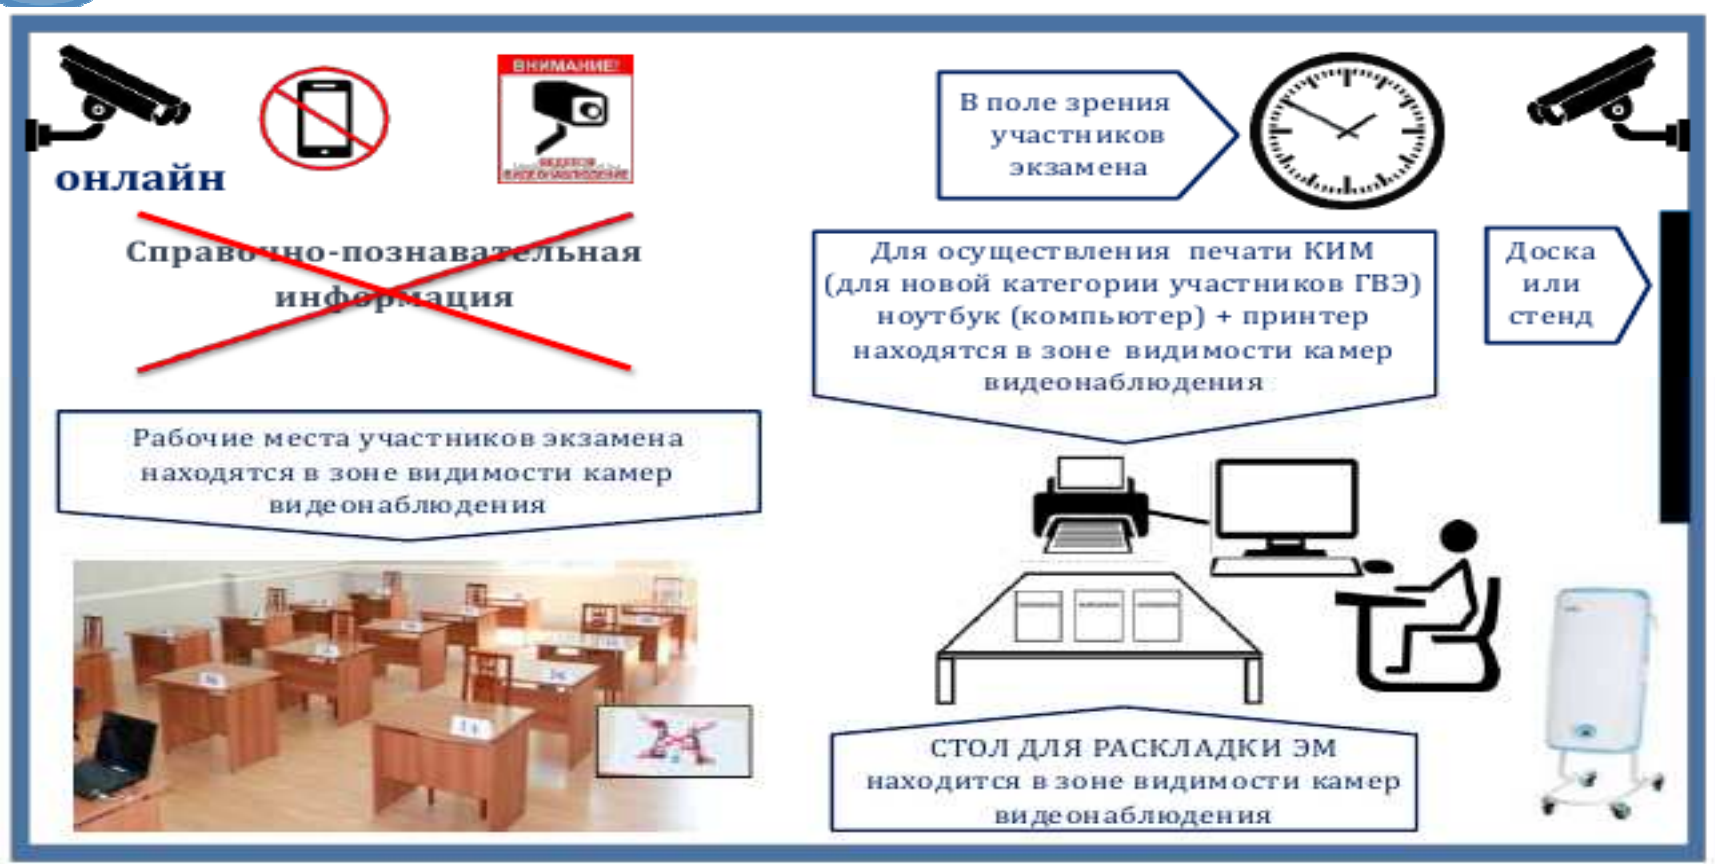 ВНИМАНИЕ!
ВЕДЕТСЯ
ВИДЕОНАБЛЮДЕНИЕ
онлайн
Справочно-познавательная
информация
В поле зрения
участников
экзамена
Для осуществления печати КИМ
(для новой категории участников ГВЭ)
ноутбук (компьютер) + принтер
находятся в зоне видимости камер
видеонаблюдения
Доска
или
стенд
Рабочие места участников экзамена
находятся в зоне видимости камер
видеонаблюдения
СТОЛ ДЛЯ РАСКЛАДКИ ЭМ
находится в зоне видимости камер
видеонаблюдения